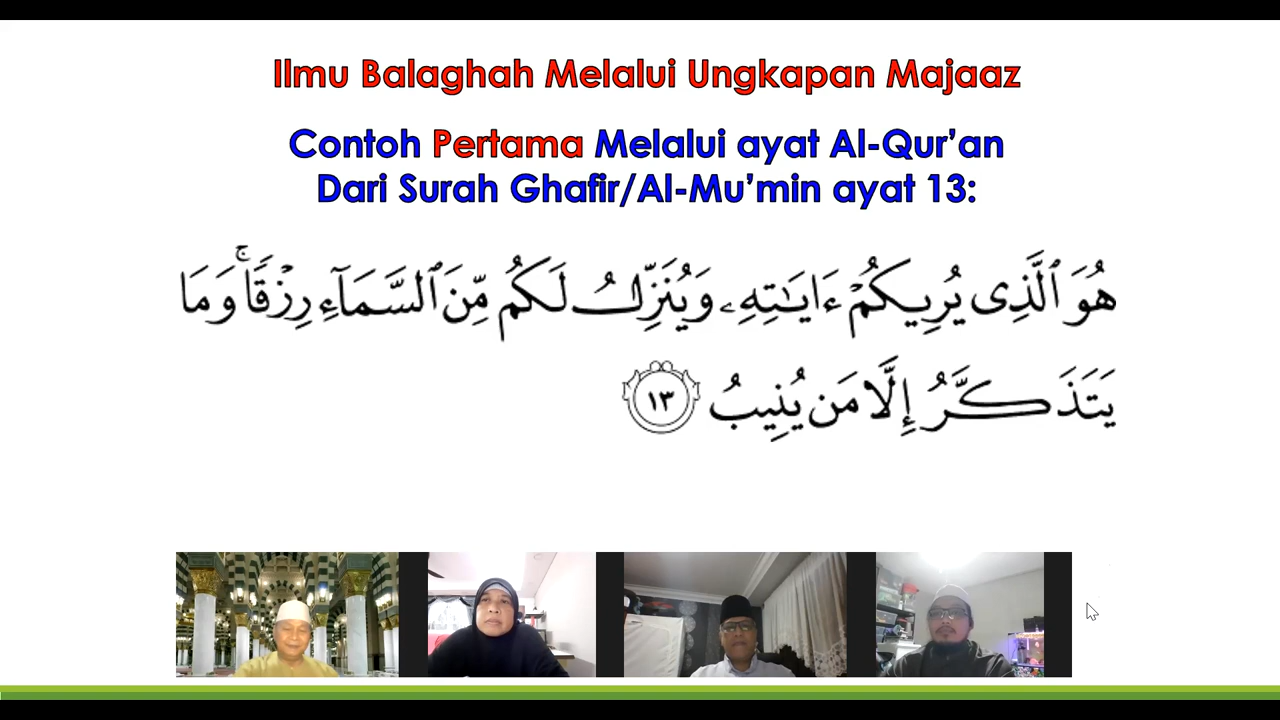 Ilmu Balaghah Melalui Ungkapan Majaaz
Contoh Pertama Melalui ayat Al-Qur’an
Dari Surah Ghafir/Al-Mu’min ayat 13:
هُوَ ٱلَّذِى يُرِيكُمْ ءَايَـٰتِهِۦ وَيُنَزِّلُ لَكُم مِّنَ ٱلسَّمَآءِ رِزْقًا ۚ وَمَا
يَتَذَكَّرُ إِلَّا مَن يُنِيبُ ١٣